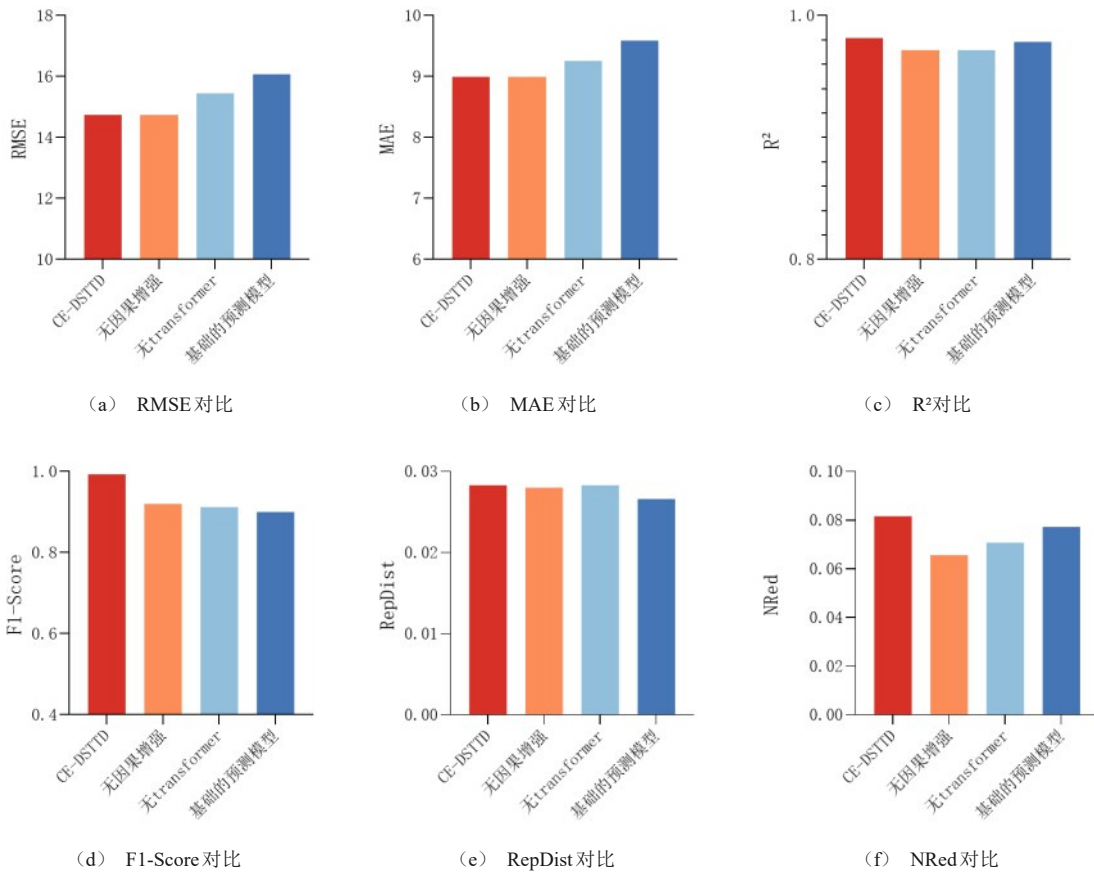 18
16
14
12
10
RMSE
CE-DSTTD
无因果增强
无transformer
基础的预测模型
(a) RMSE对比
10
9
8
7
6
MAE
CE-DSTTD
无因果增强
无transformer
基础的预测模型
(b) MAE对比
1.0
0.8
R²
CE-DSTTD
无因果增强
无transformer
基础的预测模型
(c) R²对比
1.0
0.8
0.6
0.4
F1-Score
CE-DSTTD
无因果增强
无transformer
基础的预测模型
(d) F1-Score对比
0.03
0.02
0.01
0.00
RepDist
CE-DSTTD
无因果增强
无transformer
基础的预测模型
(e) RepDist对比
0.10
0.08
0.06
0.04
0.02
0.00
NRed
CE-DSTTD
无因果增强
无transformer
基础的预测模型
(f) NRed对比